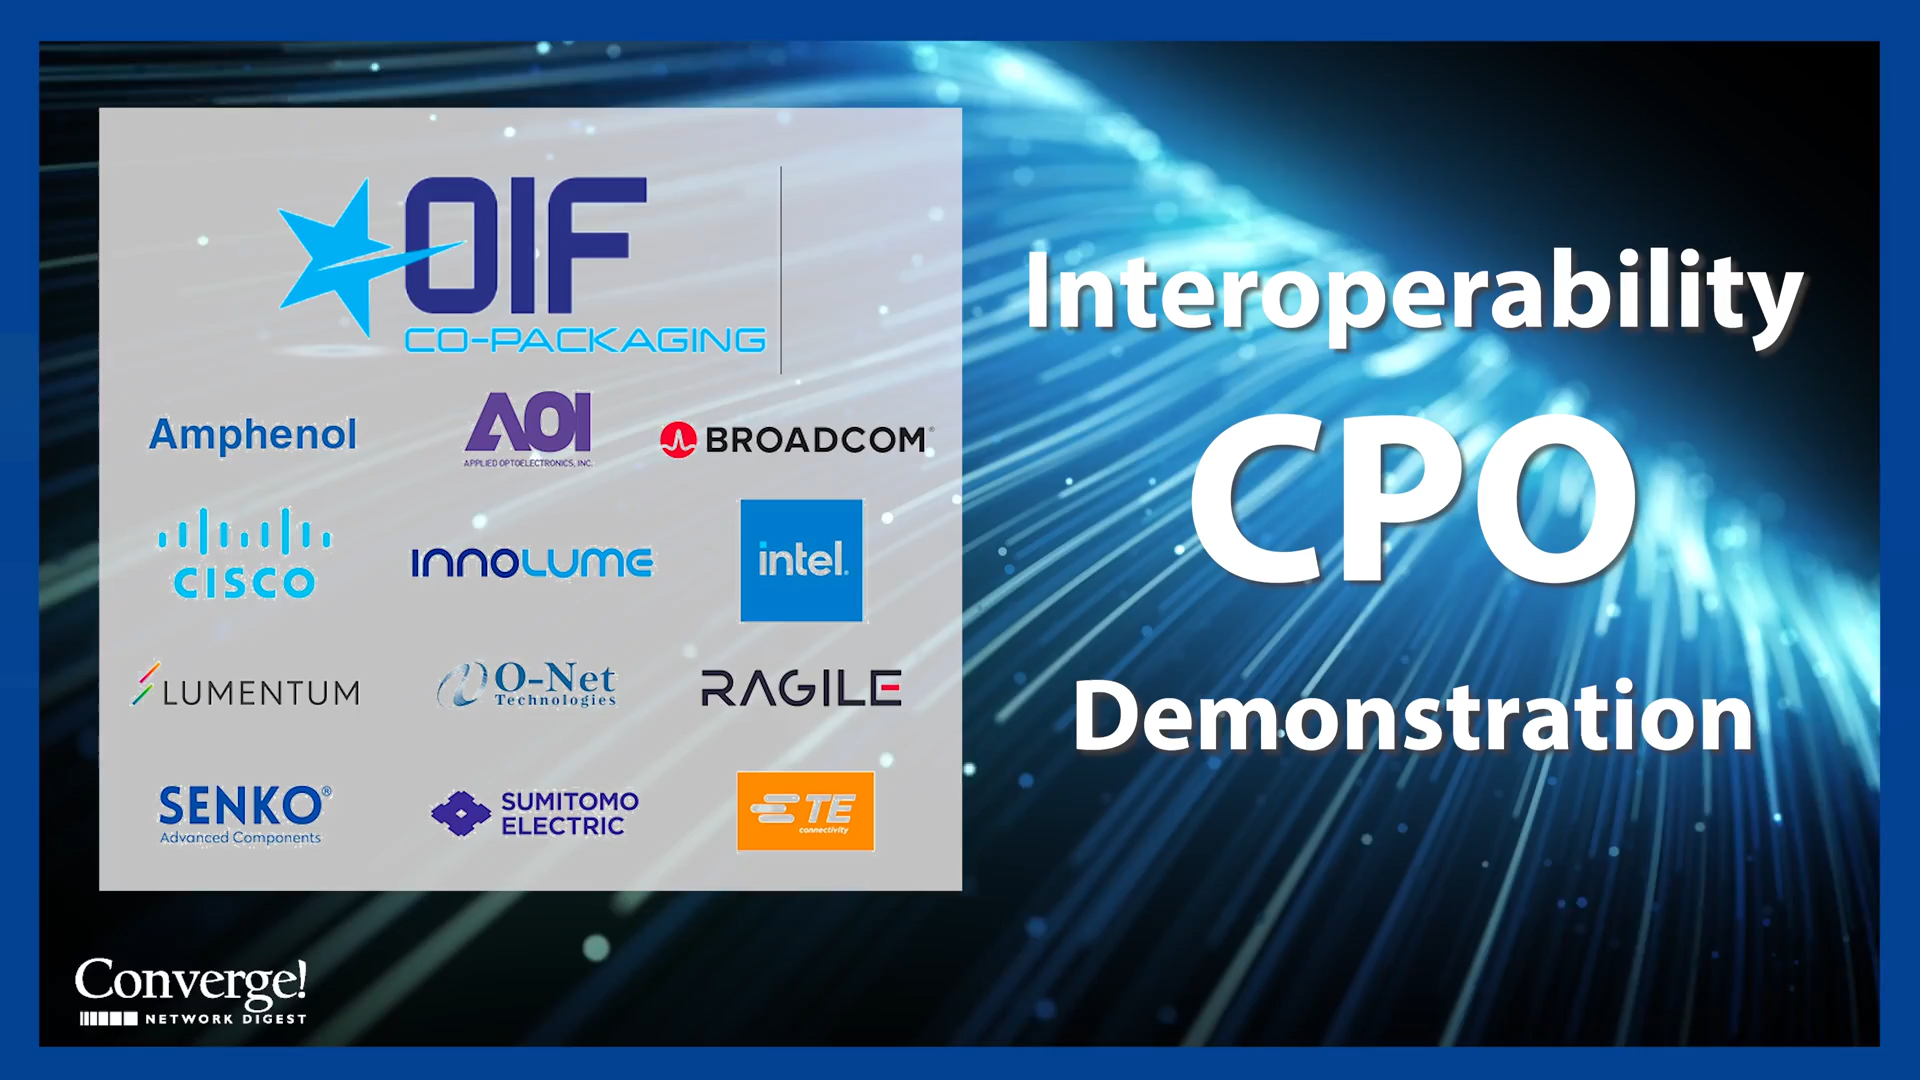 OIF
CO-PACKAGING
Amphenol
AOI
APPLIED OPTOELECTRONICS, INC.
BROADCOM®
CISCO
INNOLUME
intel.
LUMENTUM
O-Net
Technologies
RAGILE
SENKO®
Advanced Components
SUMITOMO
ELECTRIC
TE
connectivity
Interoperability
CPO
Demonstration
Converge!
NETWORK DIGEST